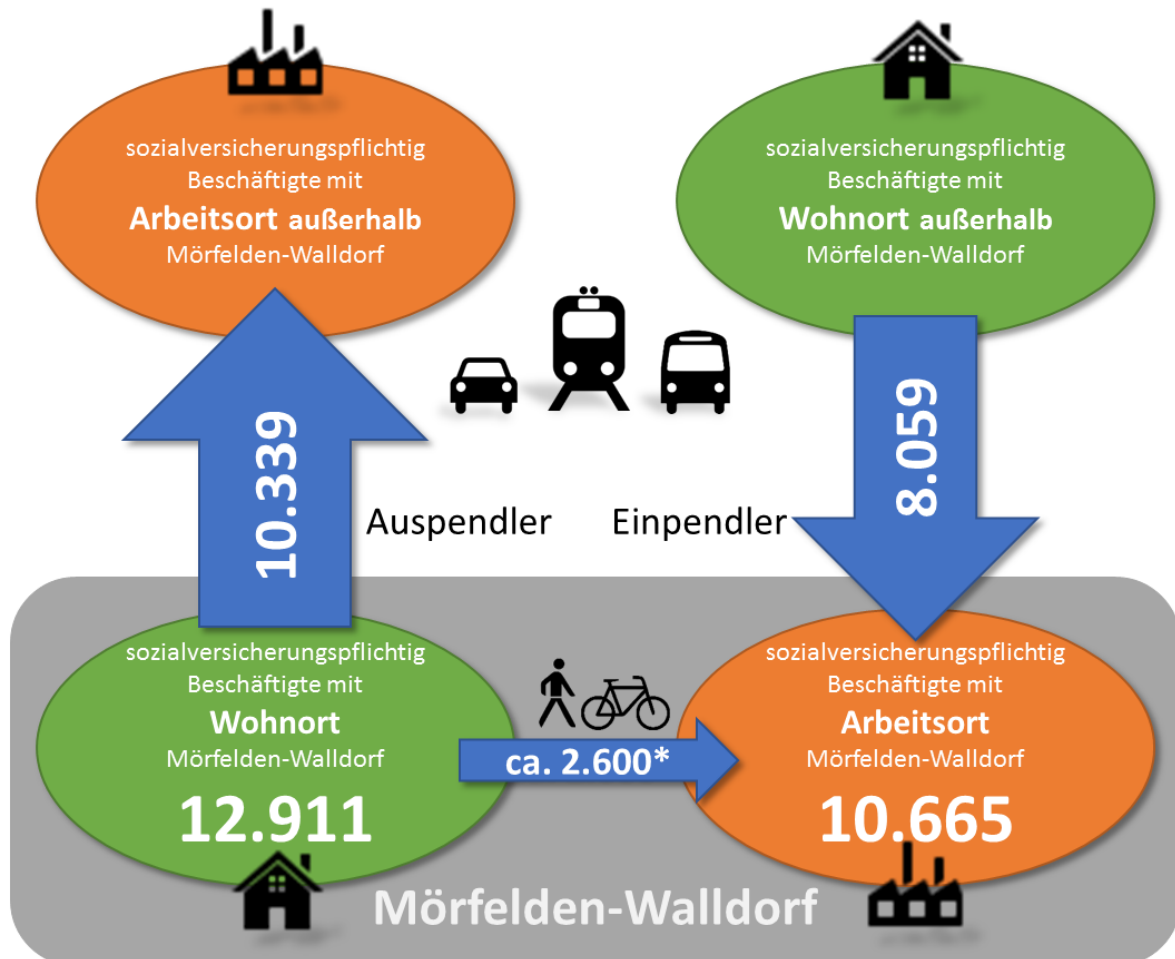 sozialversicherungspflichtig
Beschäftigte mit
Arbeitsort außerhalb
Mörfelden-Walldorf
sozialversicherungspflichtig
Beschäftigte mit
Wohnort außerhalb
Mörfelden-Walldorf
10.339
Auspendler
Einpendler
8.059
sozialversicherungspflichtig
Beschäftigte mit
Wohnort
Mörfelden-Walldorf
12.911
ca. 2.600*
sozialversicherungspflichtig
Beschäftigte mit
Arbeitsort
Mörfelden-Walldorf
10.665
Mörfelden-Walldorf